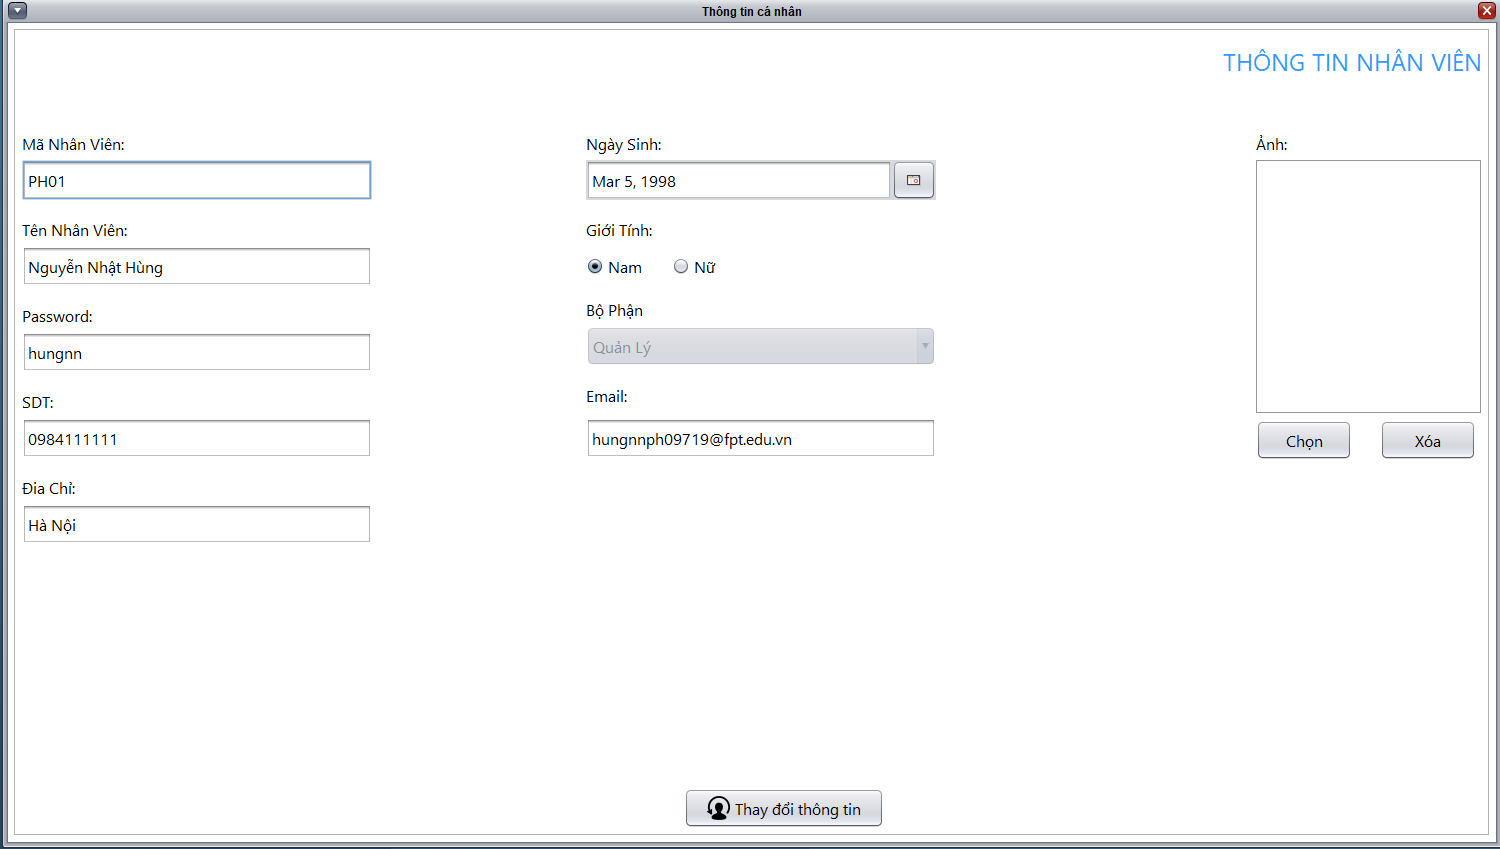 Thông tin cá nhân
THÔNG TIN NHÂN VIÊN
Mã Nhân Viên:
PH01
Tên Nhân Viên:
Nguyễn Nhật Hùng
Password:
hungnn
SDT:
0984111111
Đia Chỉ:
Hà Nội
Ngày Sinh:
Mar 5, 1998
Giới Tính:
Nam Nữ
Bộ Phận
Quản Lý
Email:
hungnnph09719@fpt.edu.vn
Ảnh:
Chọn Xóa
Thay đổi thông tin